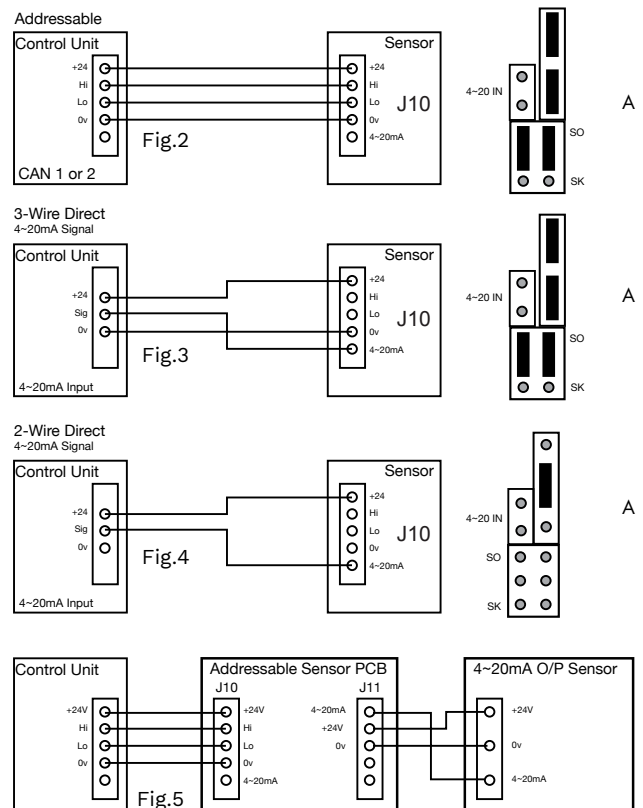 Addressable
Control Unit
+24
Hi
Lo
0v
CAN 1 or 2
Fig.2
Sensor
+24
Hi
Lo
0v
4~20mA
J10
4~20 IN
SO
SK
A
3-Wire Direct
4~20mA Signal
Control Unit
+24
Sig
0v
4~20mA Input
Fig.3
Sensor
+24
Hi
Lo
0v
4~20mA
J10
4~20 IN
SO
SK
A
2-Wire Direct
4~20mA Signal
Control Unit
+24
Sig
0v
4~20mA Input
Fig.4
Sensor
+24
Hi
Lo
0v
4~20mA
J10
4~20 IN
SO
SK
A
Control Unit
+24V
Hi
Lo
0v
Fig.5
Addressable Sensor PCB
J10
+24V
Hi
Lo
0v
4~20mA
J11
4~20mA
+24V
0v
4~20mA O/P Sensor
+24V
0v
4~20mA